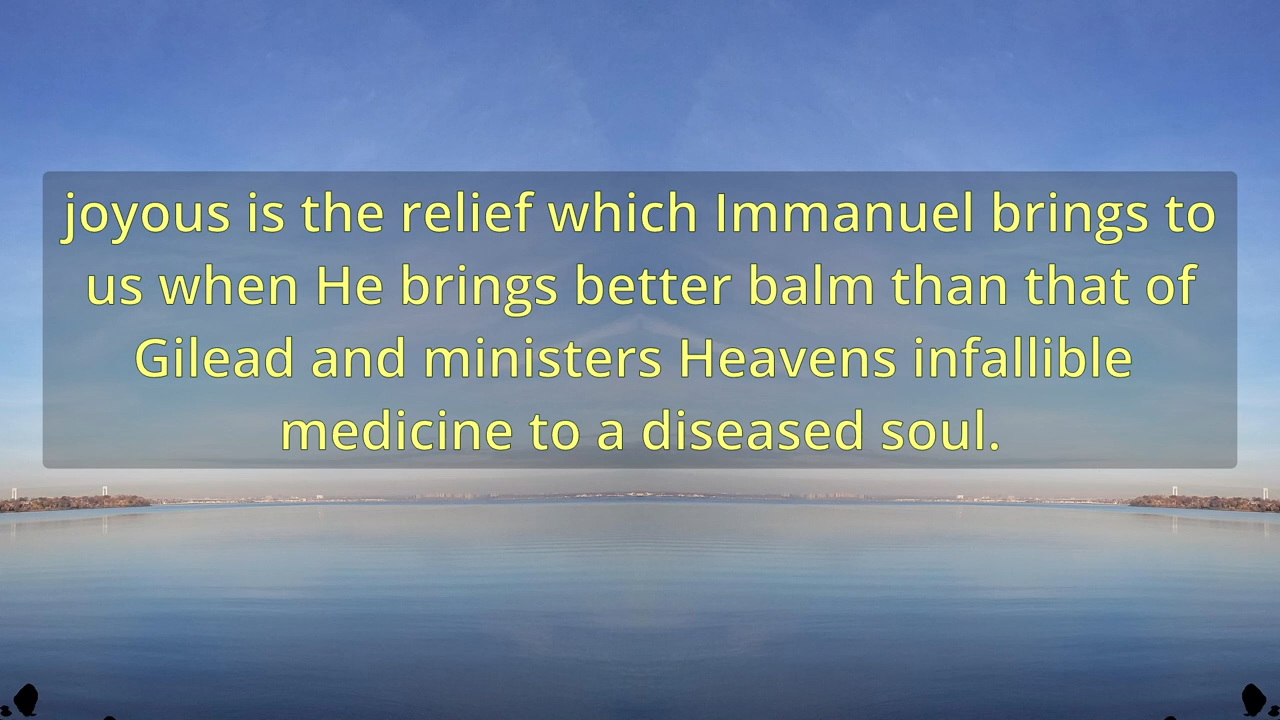 joyous is the relief which Immanuel brings to
us when He brings better balm than that of
Gilead and ministers Heavens infallible
medicine to a diseased soul.